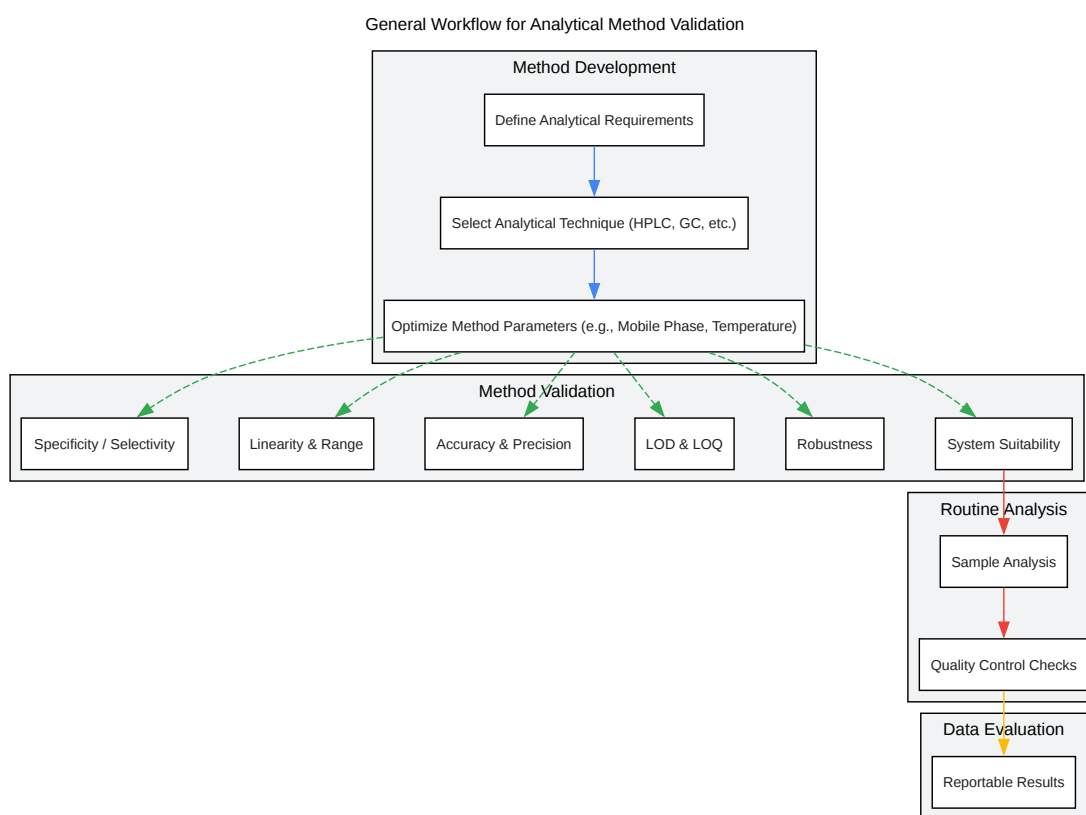 General Workflow for Analytical Method Validation
Method Development
Define Analytical Requirements
Select Analytical Technique (HPLC, GC, etc.)
Optimize Method Parameters (e.g., Mobile Phase, Temperature)
Method Validation
Specificity / Selectivity
Linearity & Range
Accuracy & Precision
LOD & LOQ
Robustness
System Suitability
Routine Analysis
Sample Analysis
Quality Control Checks
Data Evaluation
Reportable Results